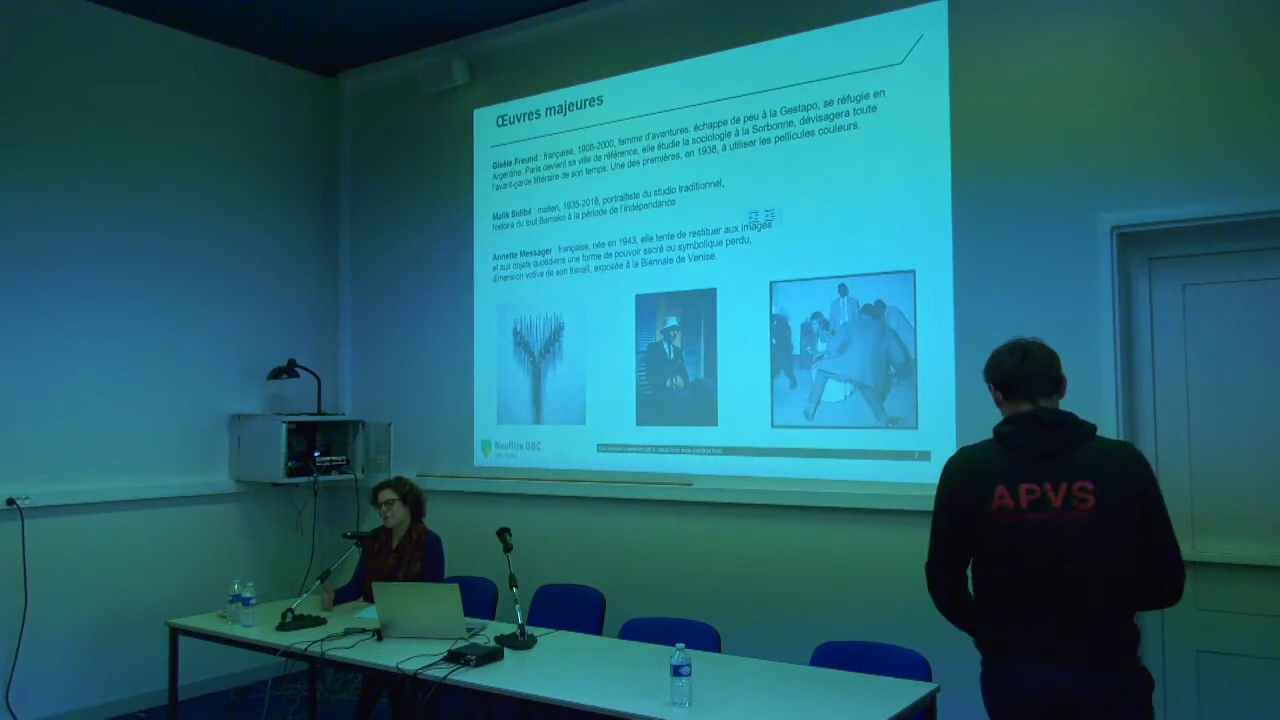 Œuvres majeures
Gisèle Freund : française, 1908-2000, femme d'aventures, échappe de peu à la Gestapo, se réfugie en
Argentine. Paris devient sa ville de référence, elle étudie la sociologie à la Sorbonne, dévisagera toute
l'avant-garde littéraire de son temps. Une des premières, en 1938, à utiliser les pellicules couleurs.
Malik Sidibé : malien, 1935-2016, portraitiste du studio traditionnel,
histoire du tout Bamako à la période de l'indépendance
Annette Messager : française, née en 1943, elle tente de restituer aux images
et aux objets quotidiens une forme de pouvoir sacré ou symbolique perdu,
dimension votive de son travail, exposée à la Biennale de Venise.
Neuflize OBC
7
APVS